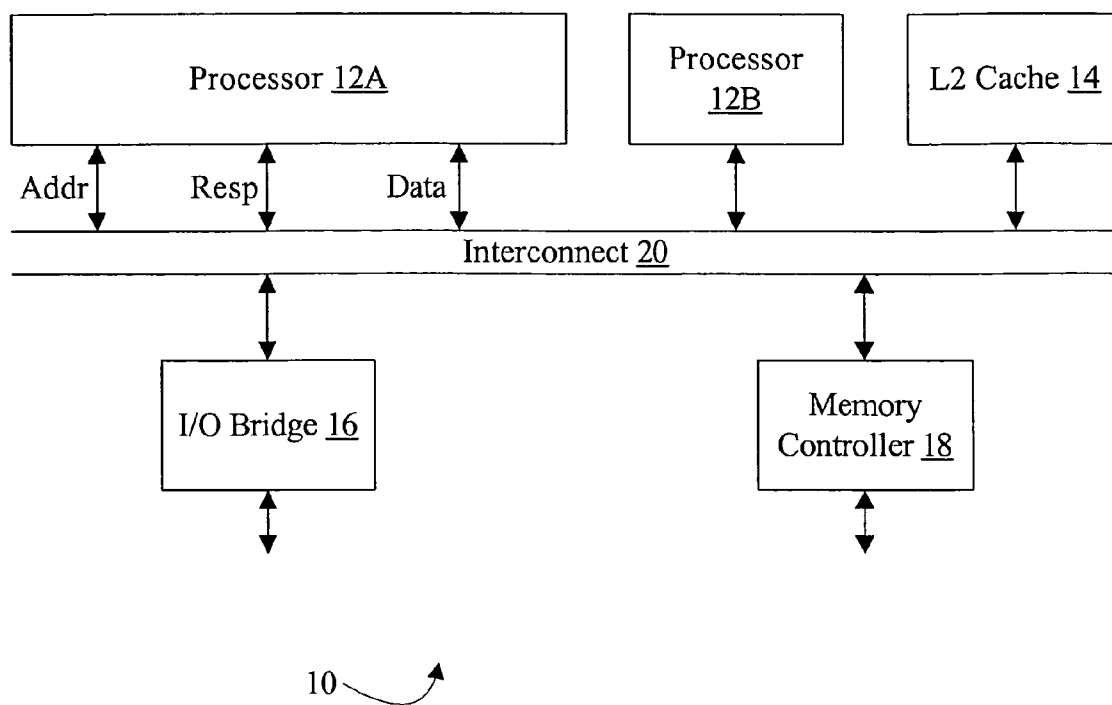 Processor 12A
Processor
12B
L2 Cache 14
Addr
Resp
Data
Interconnect 20
I/O Bridge 16
Memory
Controller 18
10